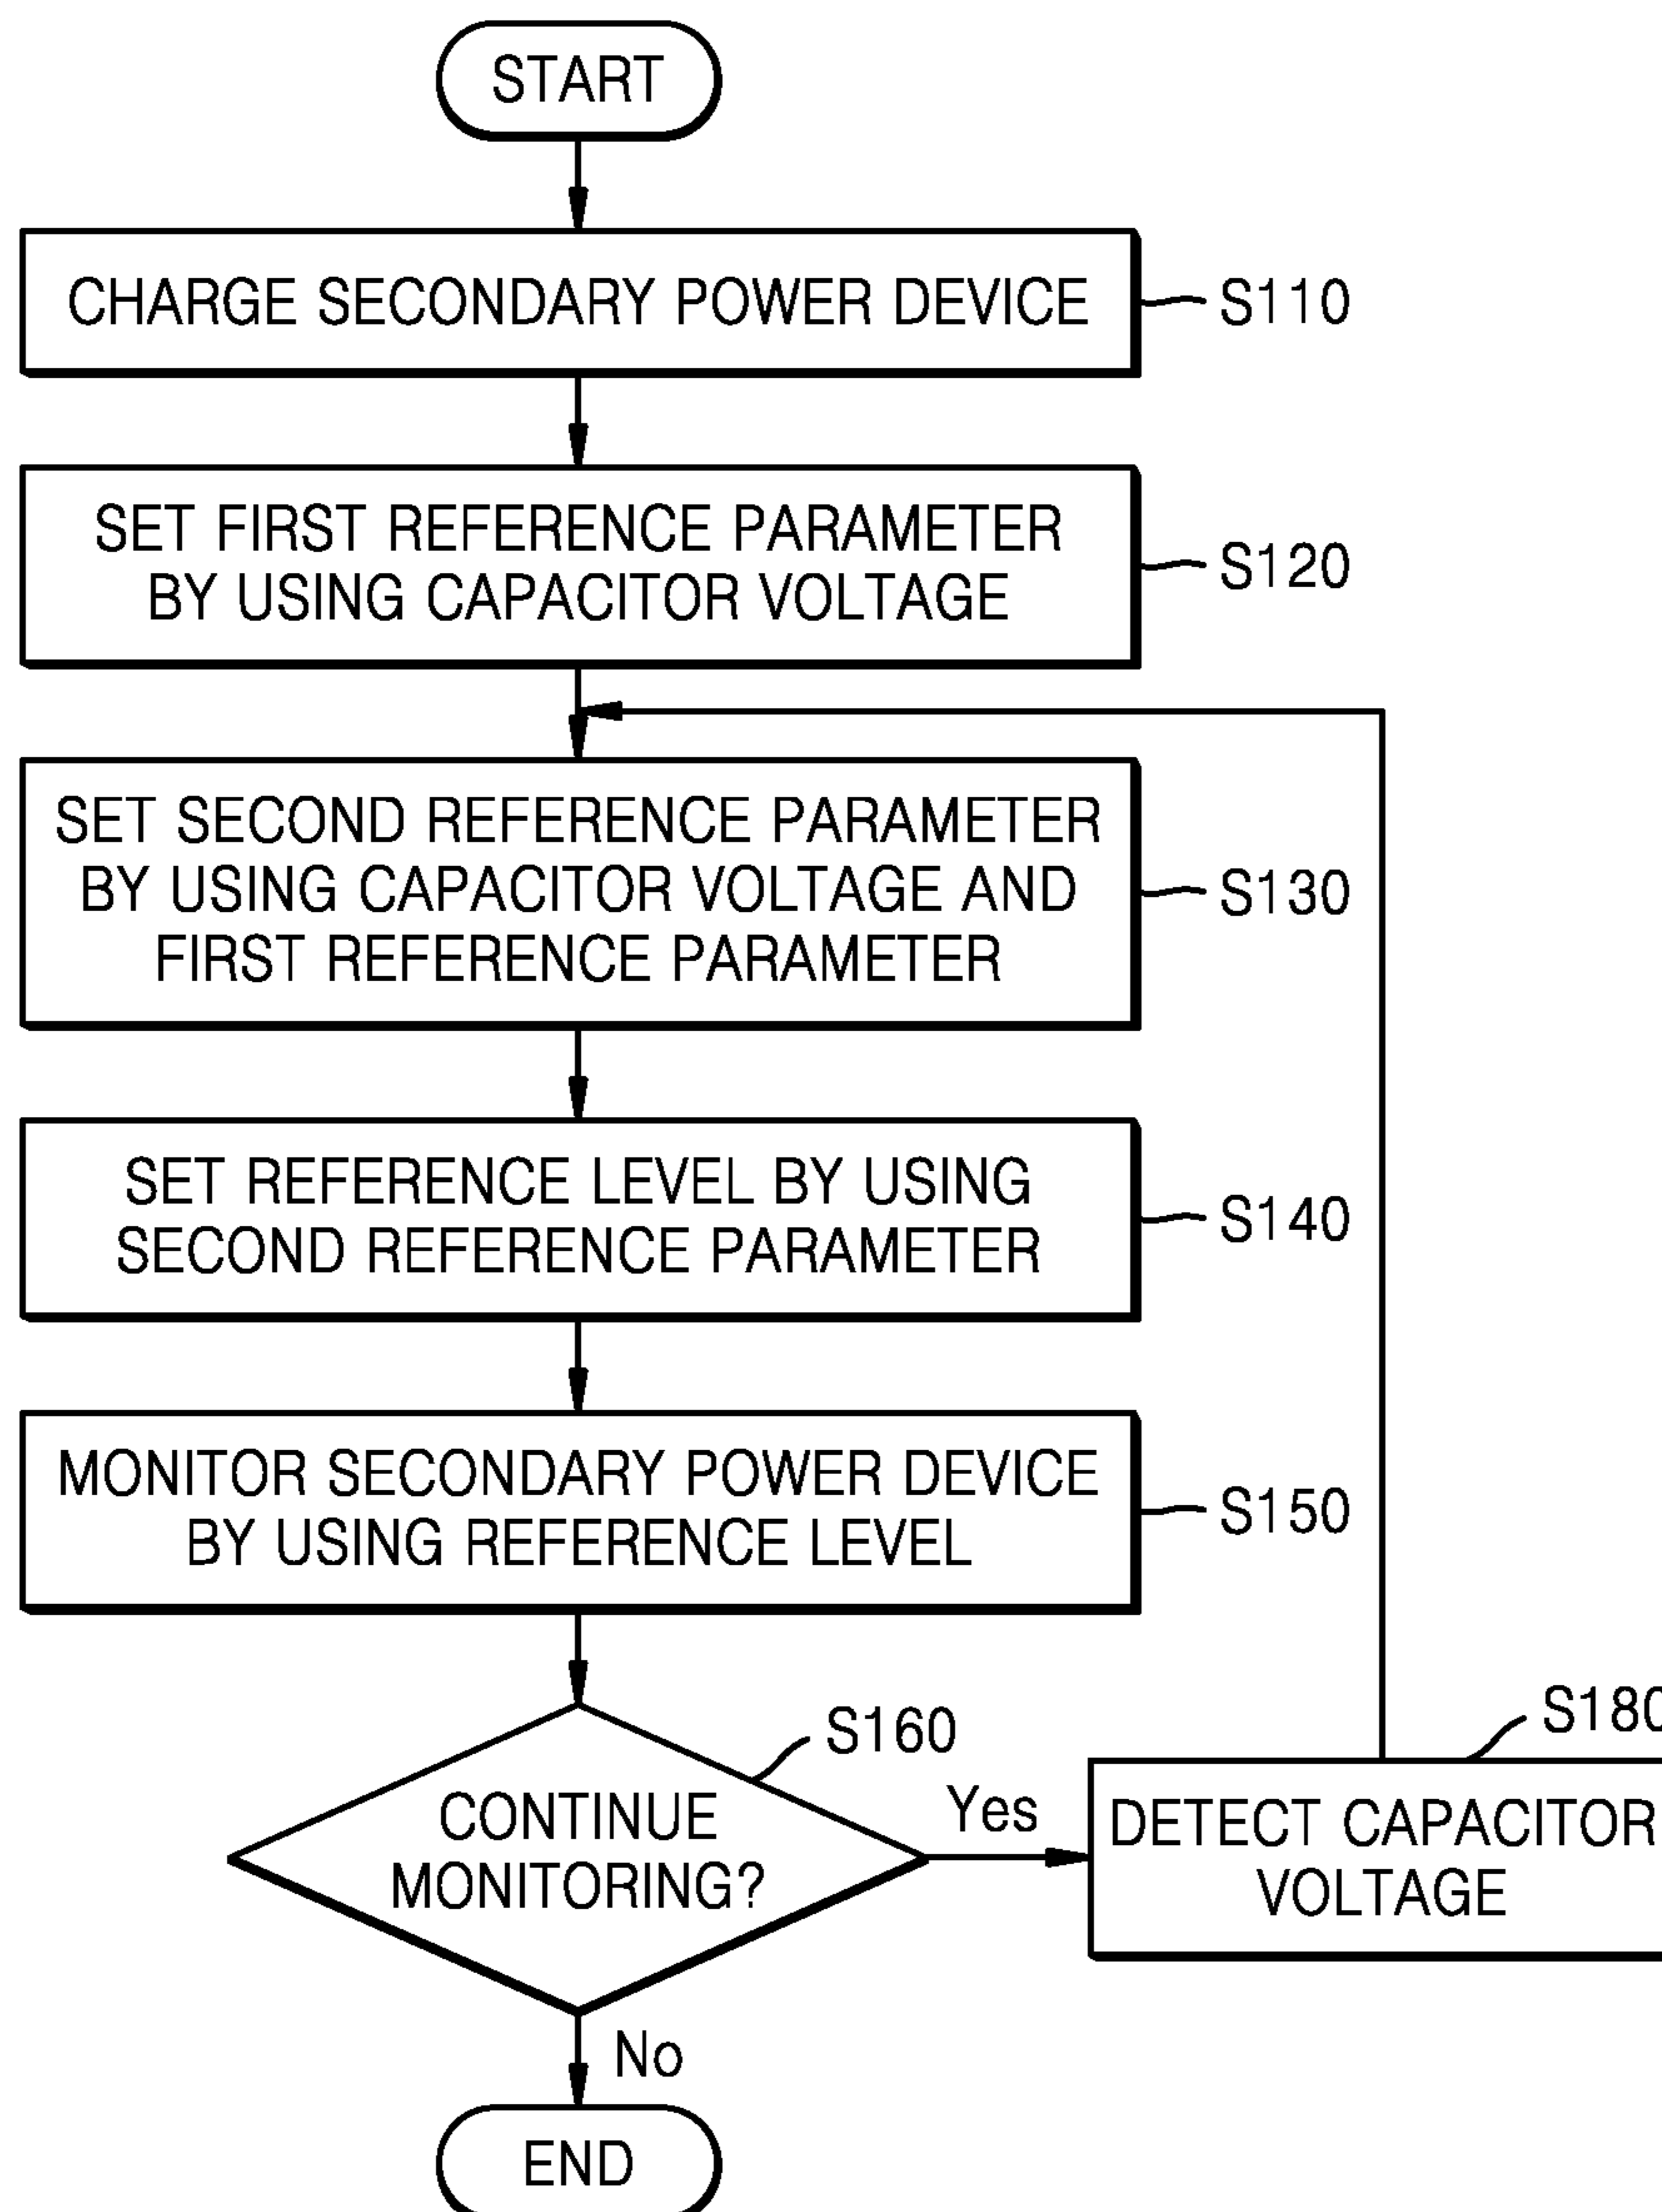 START
CHARGE SECONDARY POWER DEVICE
S110
SET FIRST REFERENCE PARAMETER
BY USING CAPACITOR VOLTAGE
S120
SET SECOND REFERENCE PARAMETER
BY USING CAPACITOR VOLTAGE AND
FIRST REFERENCE PARAMETER
S130
SET REFERENCE LEVEL BY USING
SECOND REFERENCE PARAMETER
S140
MONITOR SECONDARY POWER DEVICE
BY USING REFERENCE LEVEL
S150
S160
CONTINUE
MONITORING?
Yes
S180
DETECT CAPACITOR
VOLTAGE
No
END